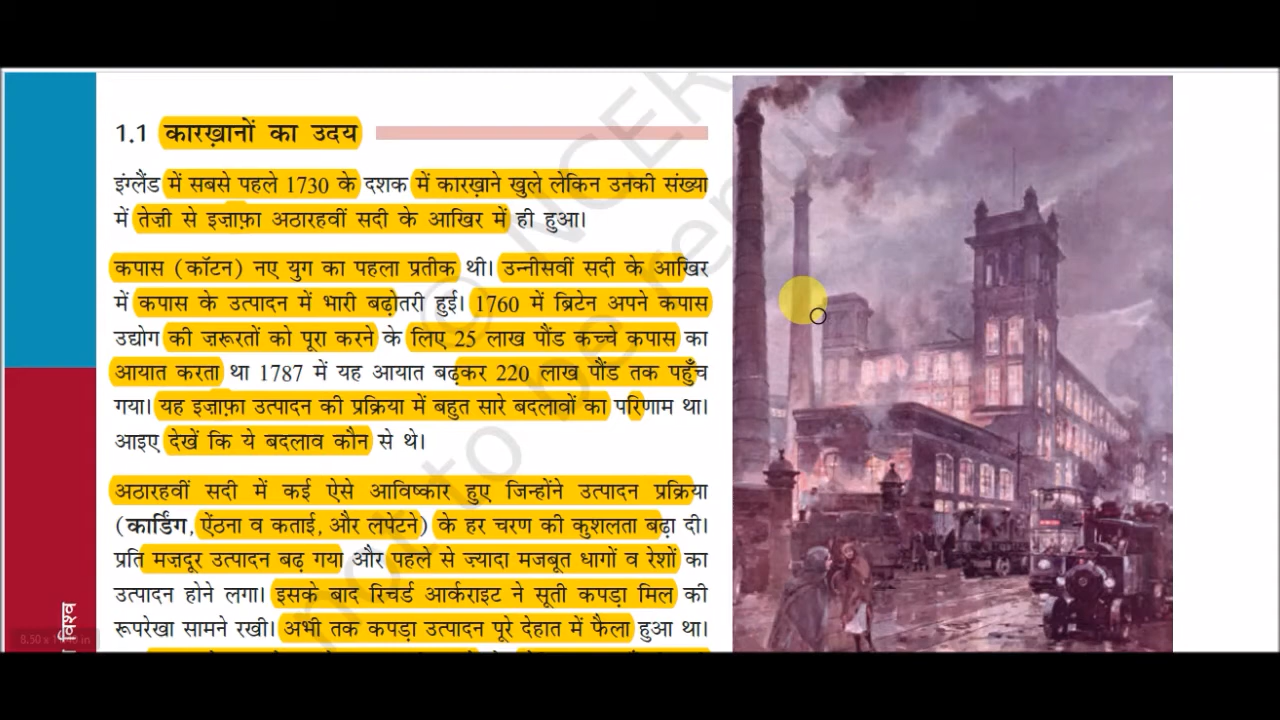 1.1 कारख़ानों का उदय
इंग्लैंड में सबसे पहले 1730 के दशक में कारख़ाने खुले लेकिन उनकी संख्या
में तेज़ी से इज़ाफ़ा अठारहवीं सदी के आखिर में ही हुआ।
कपास (कॉटन) नए युग का पहला प्रतीक थी। उन्नीसवीं सदी के आखिर
में कपास के उत्पादन में भारी बढ़ोतरी हुई। 1760 में ब्रिटेन अपने कपास
उद्योग की ज़रूरतों को पूरा करने के लिए 25 लाख पौंड कच्चे कपास का
आयात करता था 1787 में यह आयात बढ़कर 220 लाख पौंड तक पहुँच
गया। यह इज़ाफ़ा उत्पादन की प्रक्रिया में बहुत सारे बदलावों का परिणाम था।
आइए देखें कि ये बदलाव कौन से थे।
अठारहवीं सदी में कई ऐसे आविष्कार हुए जिन्होंने उत्पादन प्रक्रिया
(कार्डिंग, ऐंठना व कताई, और लपेटने) के हर चरण की कुशलता बढ़ा दी।
प्रति मज़दूर उत्पादन बढ़ गया और पहले से ज़्यादा मजबूत धागों व रेशों का
उत्पादन होने लगा। इसके बाद रिचर्ड आर्कराइट ने सूती कपड़ा मिल की
रूपरेखा सामने रखी। अभी तक कपड़ा उत्पादन पूरे देहात में फैला हुआ था।
विश्व
© NCER
not to be re